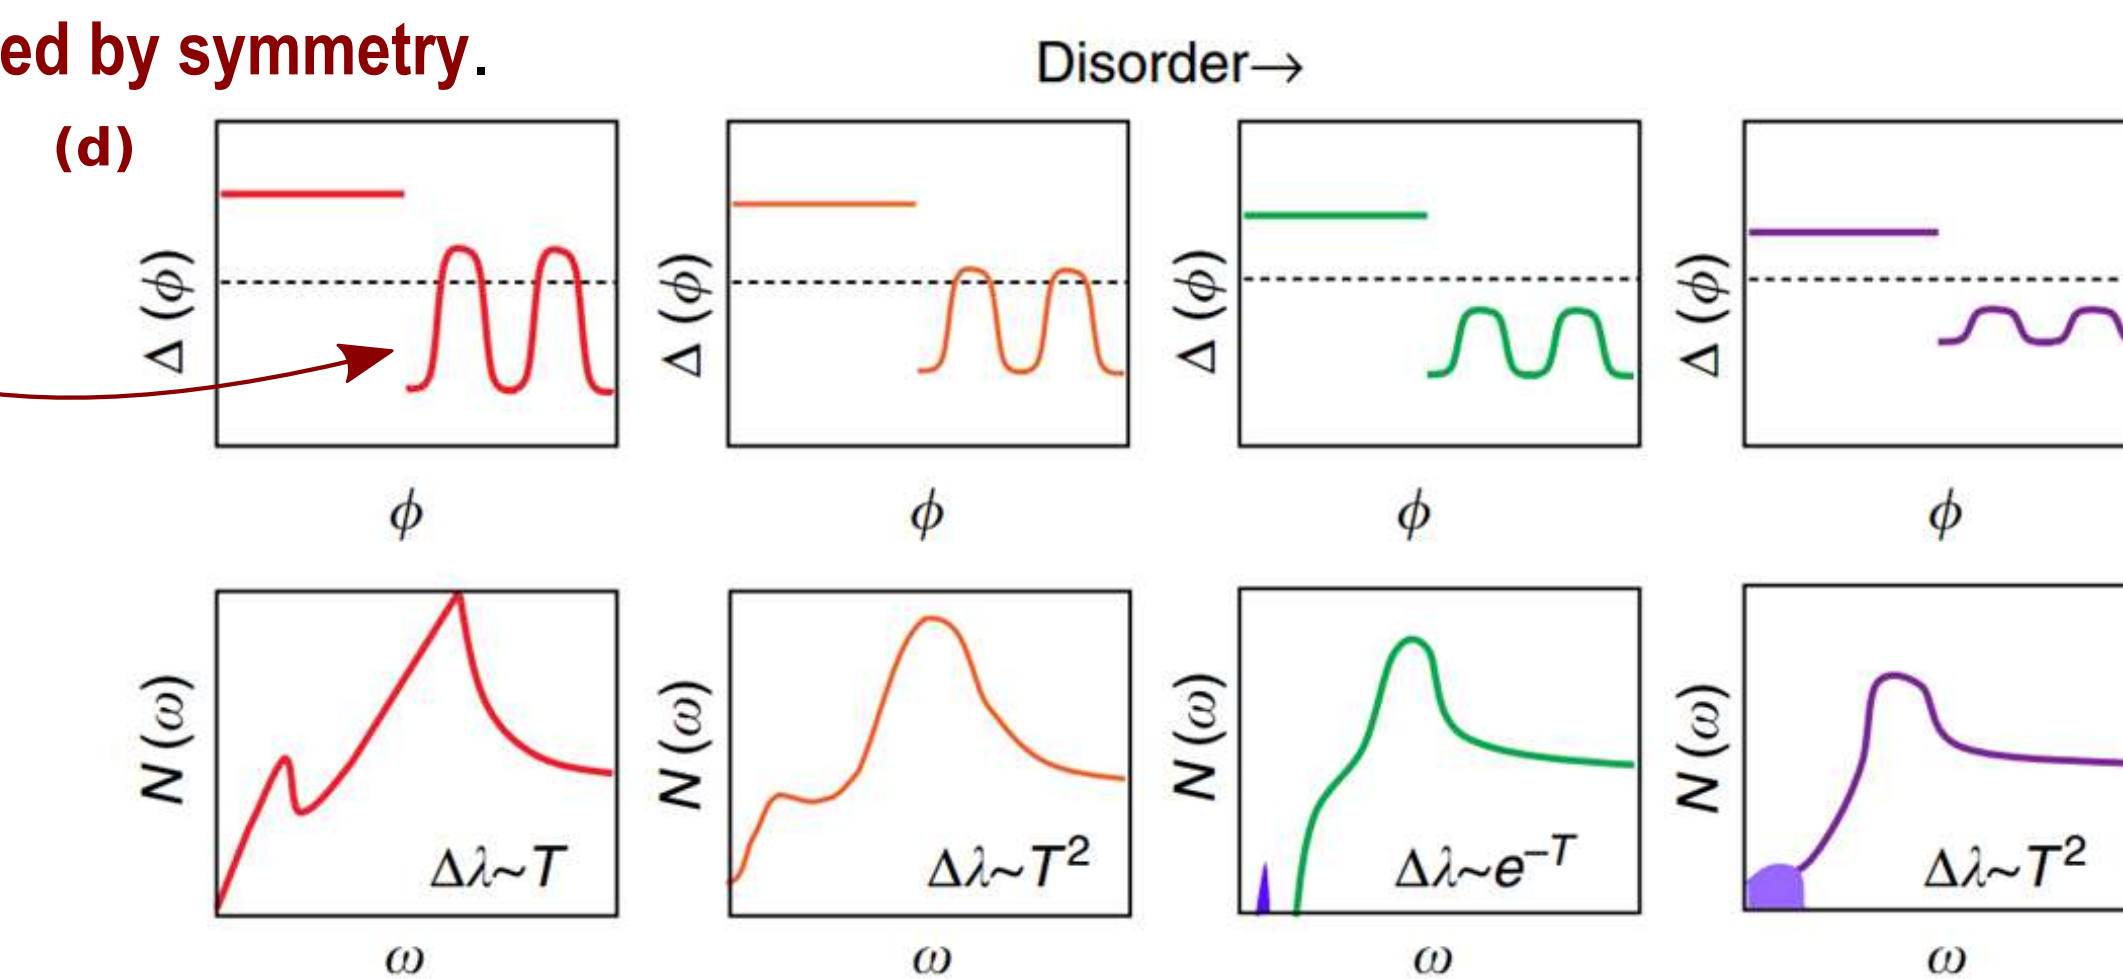 ed by symmetry.
Disorder→
(d)
Δ (ϕ)
Δ (ϕ)
Δ (ϕ)
Δ (ϕ)
ϕ
ϕ
ϕ
ϕ
N (ω)
N (ω)
N (ω)
N (ω)
Δλ~T
Δλ~T²
Δλ~e⁻ᵀ
Δλ~T²
ω
ω
ω
ω